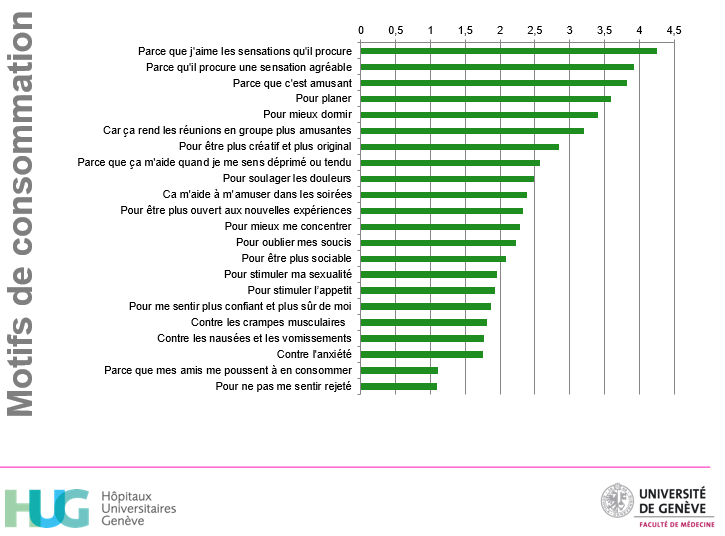 Motifs de consommation
0 0,5 1 1,5 2 2,5 3 3,5 4 4,5
Parce que j'aime les sensations qu'il procure
Parce qu'il procure une sensation agréable
Parce que c'est amusant
Pour planer
Pour mieux dormir
Car ça rend les réunions en groupe plus amusantes
Pour être plus créatif et plus original
Parce que ça m'aide quand je me sens déprimé ou tendu
Pour soulager les douleurs
Ca m'aide à m'amuser dans les soirées
Pour être plus ouvert aux nouvelles expériences
Pour mieux me concentrer
Pour oublier mes soucis
Pour être plus sociable
Pour stimuler ma sexualité
Pour stimuler l'appetit
Pour me sentir plus confiant et plus sûr de moi
Contre les crampes musculaires
Contre les nausées et les vomissements
Contre l'anxiété
Parce que mes amis me poussent à en consommer
Pour ne pas me sentir rejeté
HUG
Hôpitaux
Universitaires
Genève
UNIVERSITÉ
DE GENÈVE
FACULTÉ DE MÉDECINE